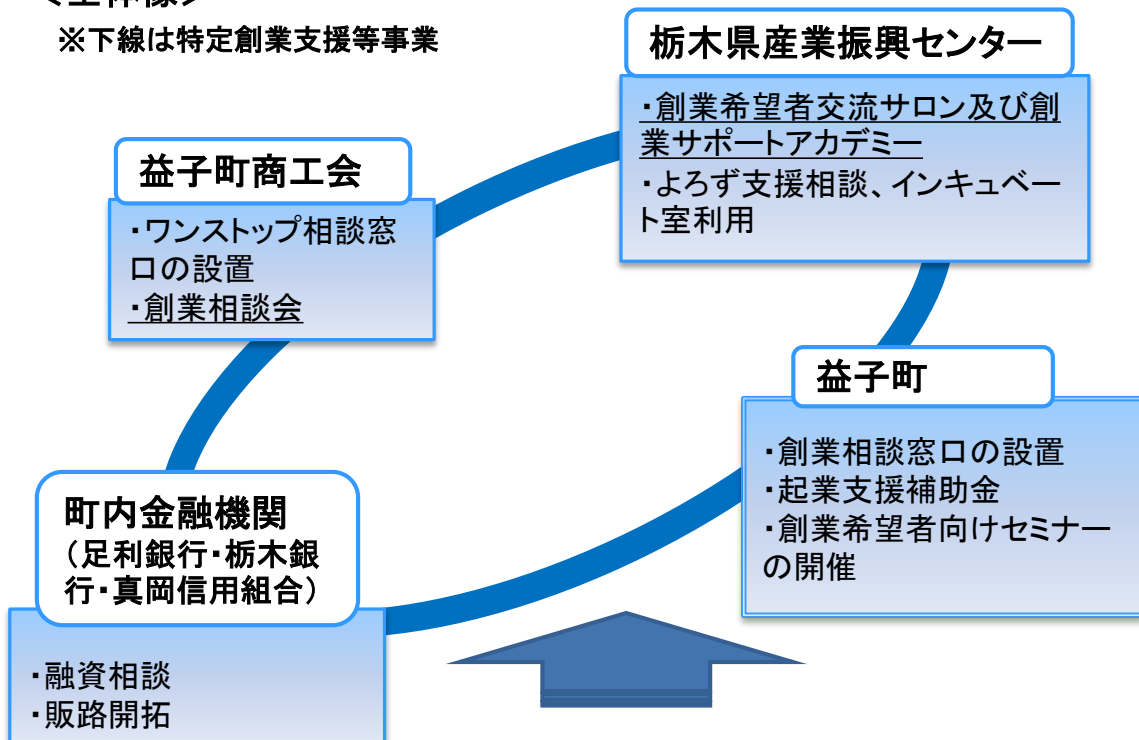 ※下線は特定創業支援等事業
栃木県産業振興センター
・創業希望者交流サロン及び創
業サポートアカデミー
・よろず支援相談、インキュベー
ト室利用
益子町商工会
・ワンストップ相談窓
口の設置
・創業相談会
益子町
・創業相談窓口の設置
・起業支援補助金
・創業希望者向けセミナー
の開催
町内金融機関
（足利銀行・栃木銀
行・真岡信用組合）
・融資相談
・販路開拓